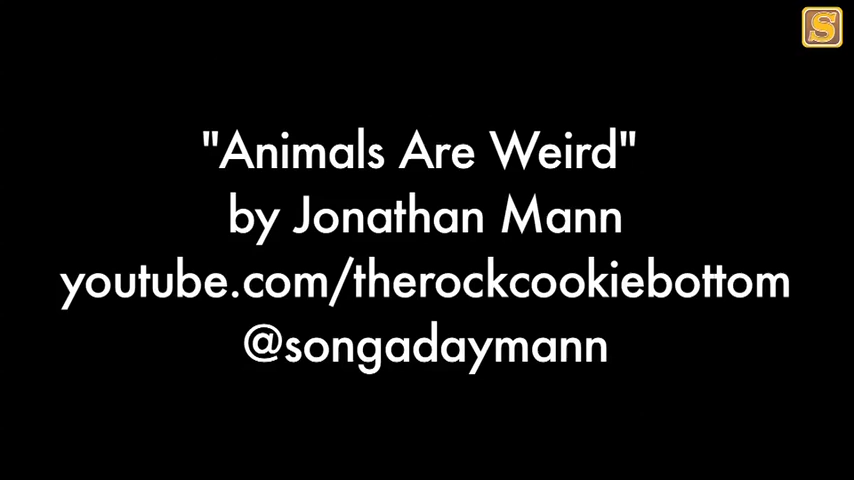 S
"Animals Are Weird"
by Jonathan Mann
youtube.com/therockcookiebottom
@songadaymann